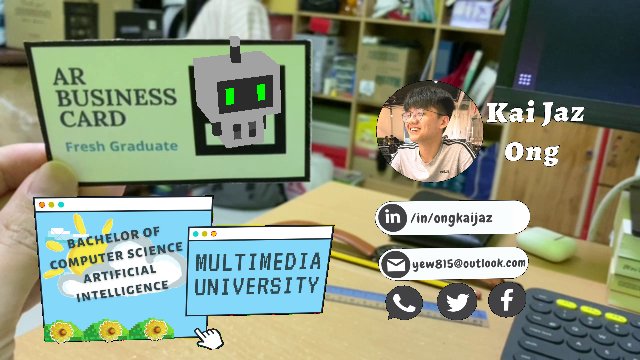 AR
BUSINESS
CARD
Fresh Graduate
Kai Jaz
Ong
in /in/ongkaijaz
yew815@outlook.com
BACHELOR OF
COMPUTER SCIENCE
ARTIFICIAL
INTELLIGENCE
MULTIMEDIA
UNIVERSITY